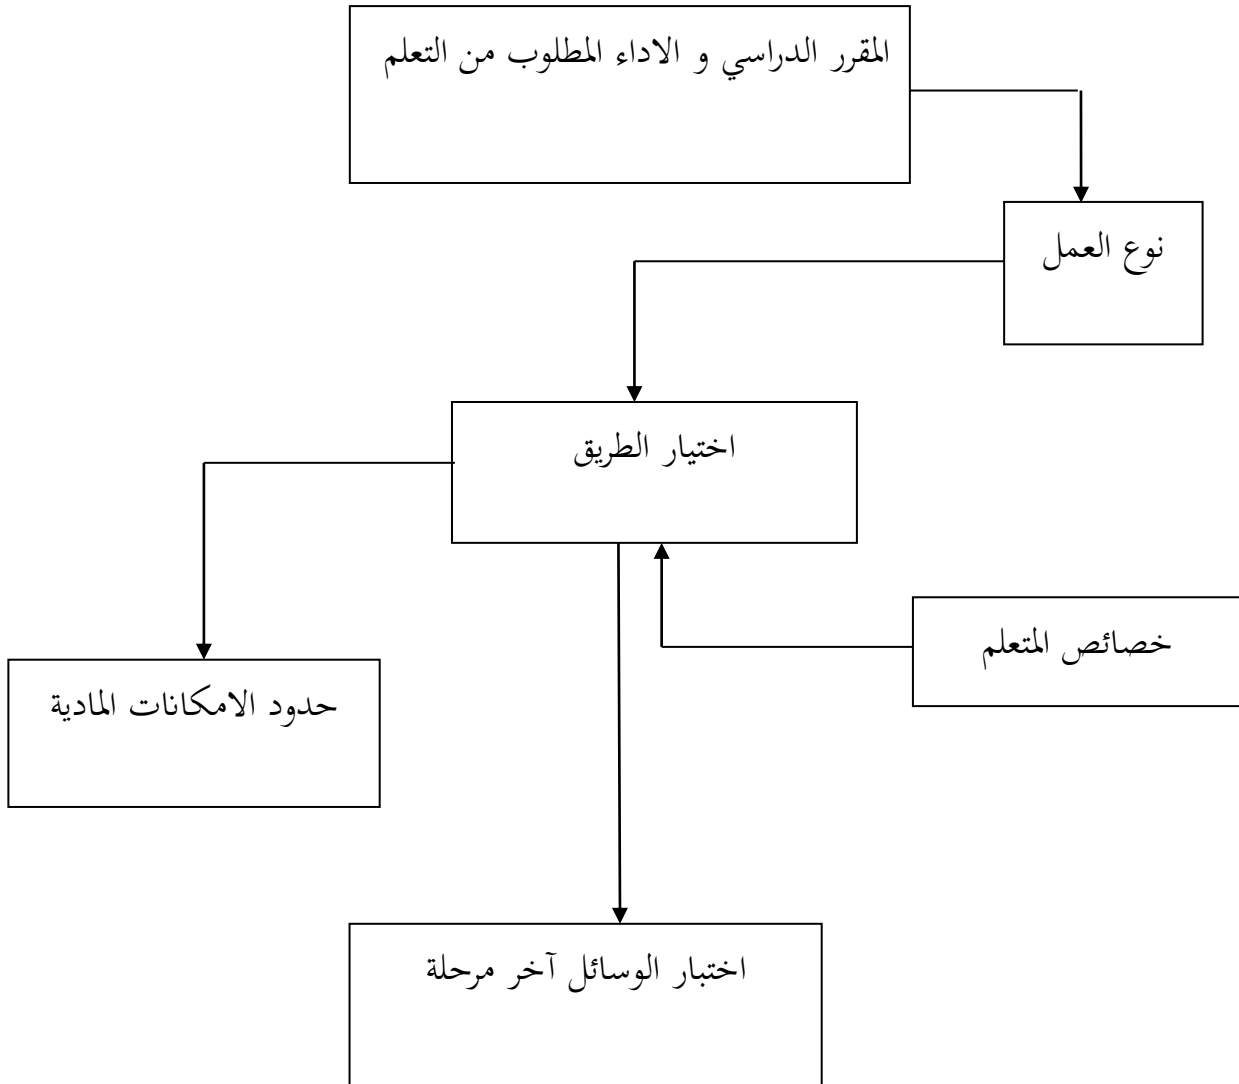 المقرر الدراسي و الاداء المطلوب من التعلم
نوع العمل
اختيار الطريق
خصائص المتعلم
حدود الامكانات المادية
اختبار الوسائل آخر مرحلة